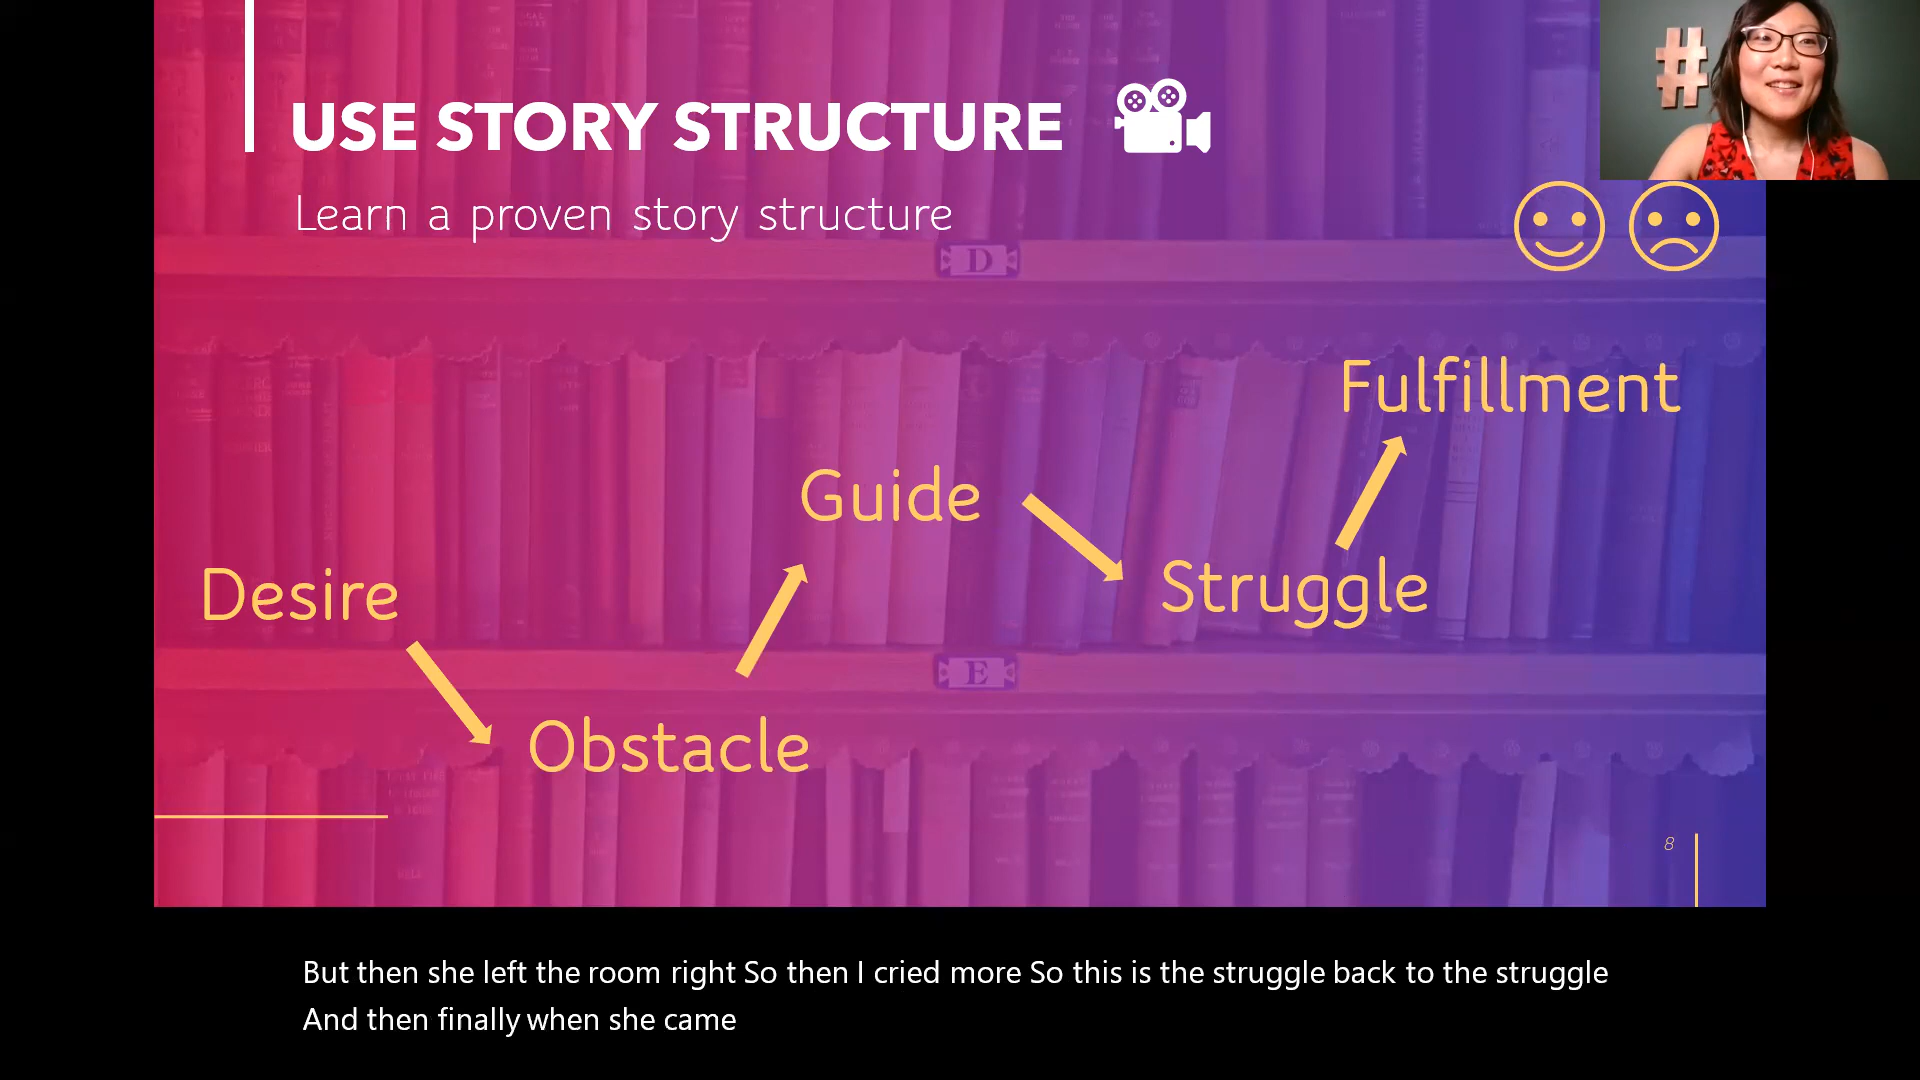 #
USE STORY STRUCTURE
Learn a proven story structure
D
Fulfillment
Guide
Struggle
Desire
E
Obstacle
8
But then she left the room right So then I cried more So this is the struggle back to the struggle
And then finally when she came